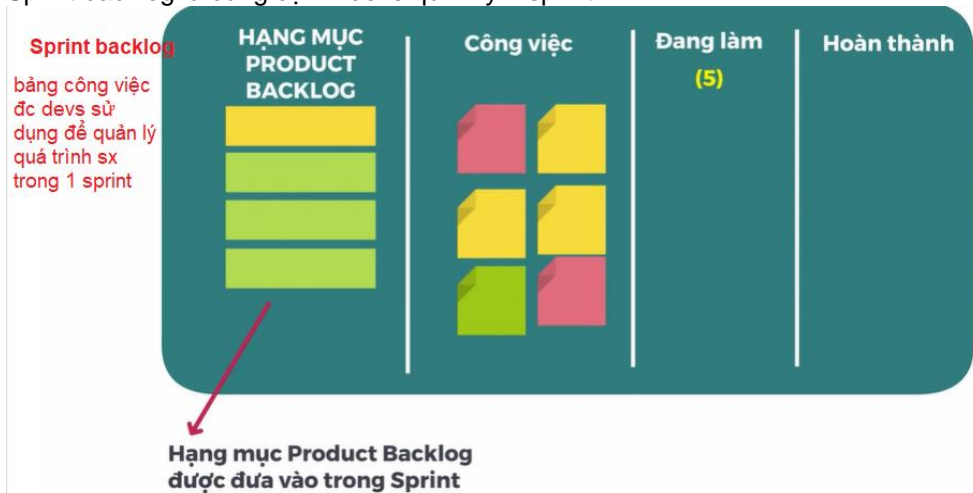 Sprint backlog
bảng công việc
đc devs sử
dụng để quản lý
quá trình sx
trong 1 sprint
HẠNG MỤC
PRODUCT
BACKLOG
Công việc
Đang làm
(5)
Hoàn thành
Hạng mục Product Backlog
được đưa vào trong Sprint